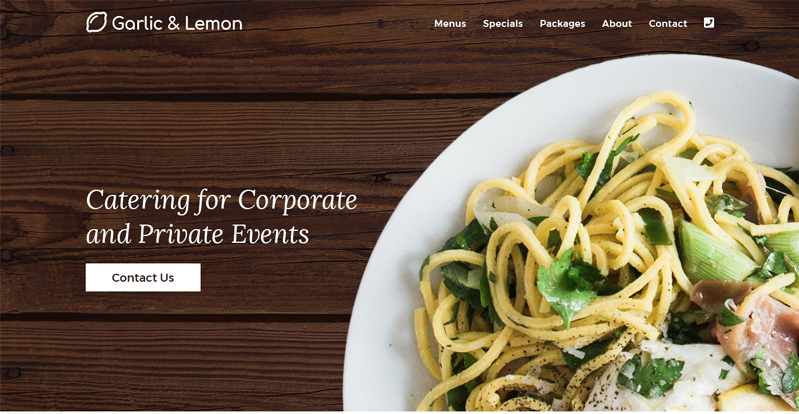 Garlic & Lemon
Menus Specials Packages About Contact
Catering for Corporate
and Private Events
Contact Us